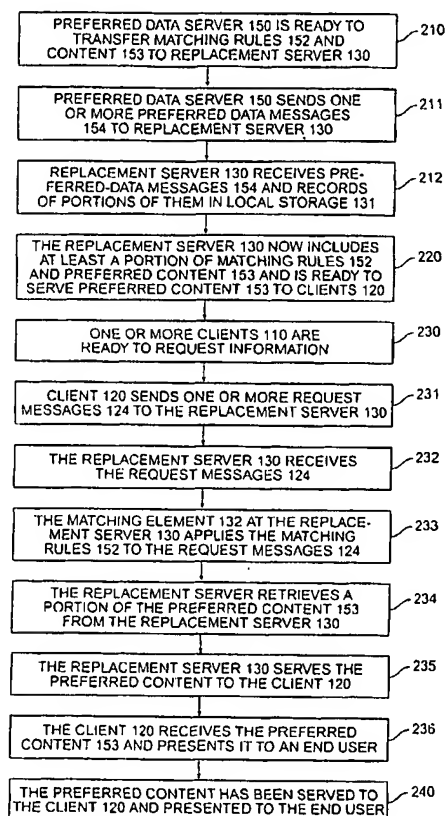 PREFERRED DATA SERVER 150 IS READY TO
TRANSFER MATCHING RULES 152 AND
CONTENT 153 TO REPLACEMENT SERVER 130
210
PREFERRED DATA SERVER 150 SENDS ONE
OR MORE PREFERRED DATA MESSAGES
154 TO REPLACEMENT SERVER 130
211
REPLACEMENT SERVER 130 RECEIVES PRE-
FERRED-DATA MESSAGES 154 AND RECORDS
OF PORTIONS OF THEM IN LOCAL STORAGE 131
212
THE REPLACEMENT SERVER 130 NOW INCLUDES
AT LEAST A PORTION OF MATCHING RULES 152
AND PREFERRED CONTENT 153 AND IS READY TO
SERVE PREFERRED CONTENT 153 TO CLIENTS 120
220
ONE OR MORE CLIENTS 110 ARE
READY TO REQUEST INFORMATION
230
CLIENT 120 SENDS ONE OR MORE REQUEST
MESSAGES 124 TO THE REPLACEMENT SERVER 130
231
THE REPLACEMENT SERVER 130 RECEIVES
THE REQUEST MESSAGES 124
232
THE MATCHING ELEMENT 132 AT THE REPLACE-
MENT SERVER 130 APPLIES THE MATCHING
RULES 152 TO THE REQUEST MESSAGES 124
233
THE REPLACEMENT SERVER RETRIEVES A
PORTION OF THE PREFERRED CONTENT 153
FROM THE REPLACEMENT SERVER 130
234
THE REPLACEMENT SERVER 130 SERVES THE
PREFERRED CONTENT TO THE CLIENT 120
235
THE CLIENT 120 RECEIVES THE PREFERRED
CONTENT 153 AND PRESENTS IT TO AN END USER
236
THE PREFERRED CONTENT HAS BEEN SERVED TO
THE CLIENT 120 AND PRESENTED TO THE END USER
240